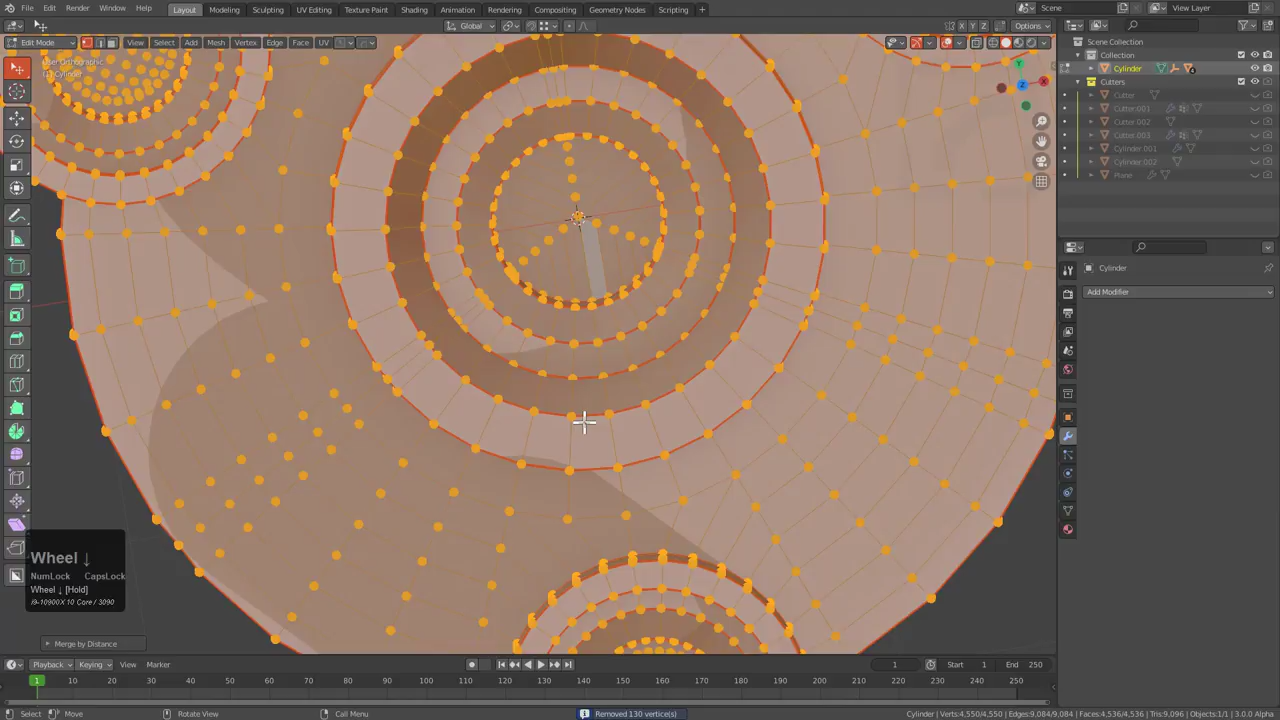 File Edit Render Window Help Layout Modeling Sculpting UV Editing Texture Paint Shading Animation Rendering Compositing Geometry Nodes Scripting + Scene View Layer
Global Options
Edit Mode View Select Add Mesh Vertex Edge Face UV
User Orthographic
(1) Cylinder
X Y Z
Y
X
Z
Scene Collection
Collection
Cylinder
Cutters
Cutter
Cutter.001
Cutter.002
Cutter.003
Cylinder.001
Cylinder.002
Plane
Cylinder
Add Modifier
Wheel ↓
NumLock CapsLock
Wheel ↓ [Hold]
i9-10900X 10 Core / 3090
Merge by Distance
Playback Keying View Marker 1 Start 1 End 250
1 10 20 30 40 50 60 70 80 90 100 110 120 130 140 150 160 170 180 190 200 210 220 230 240 250
Select Move Rotate View Call Menu Removed 130 vertice(s) Cylinder | Verts:4,550/4,550 | Edges:9,084/9,084 | Faces:4,536/4,536 | Tris:9,096 | Objects:1/1 | 3.0.0 Alpha